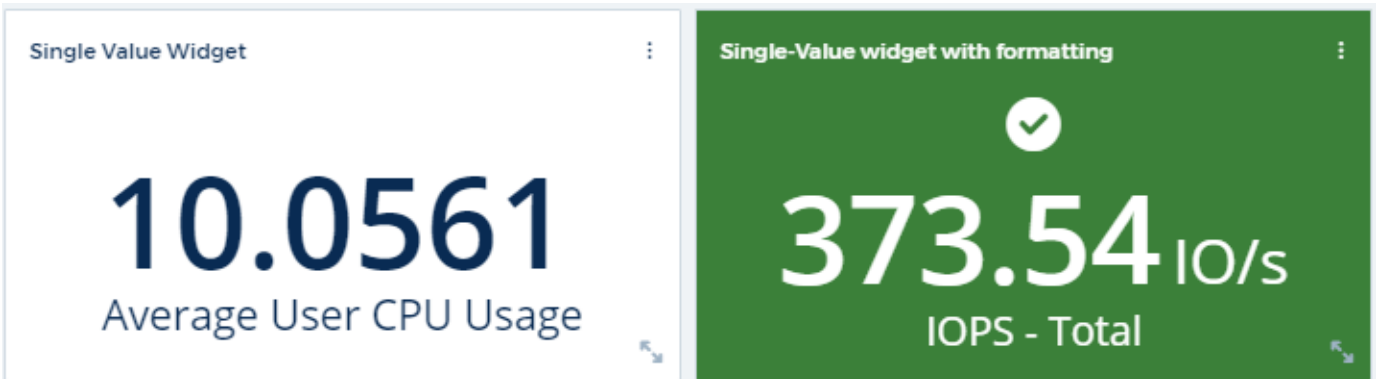 Single Value Widget
10.0561
Average User CPU Usage
Single-Value widget with formatting
373.54 IO/s
IOPS - Total